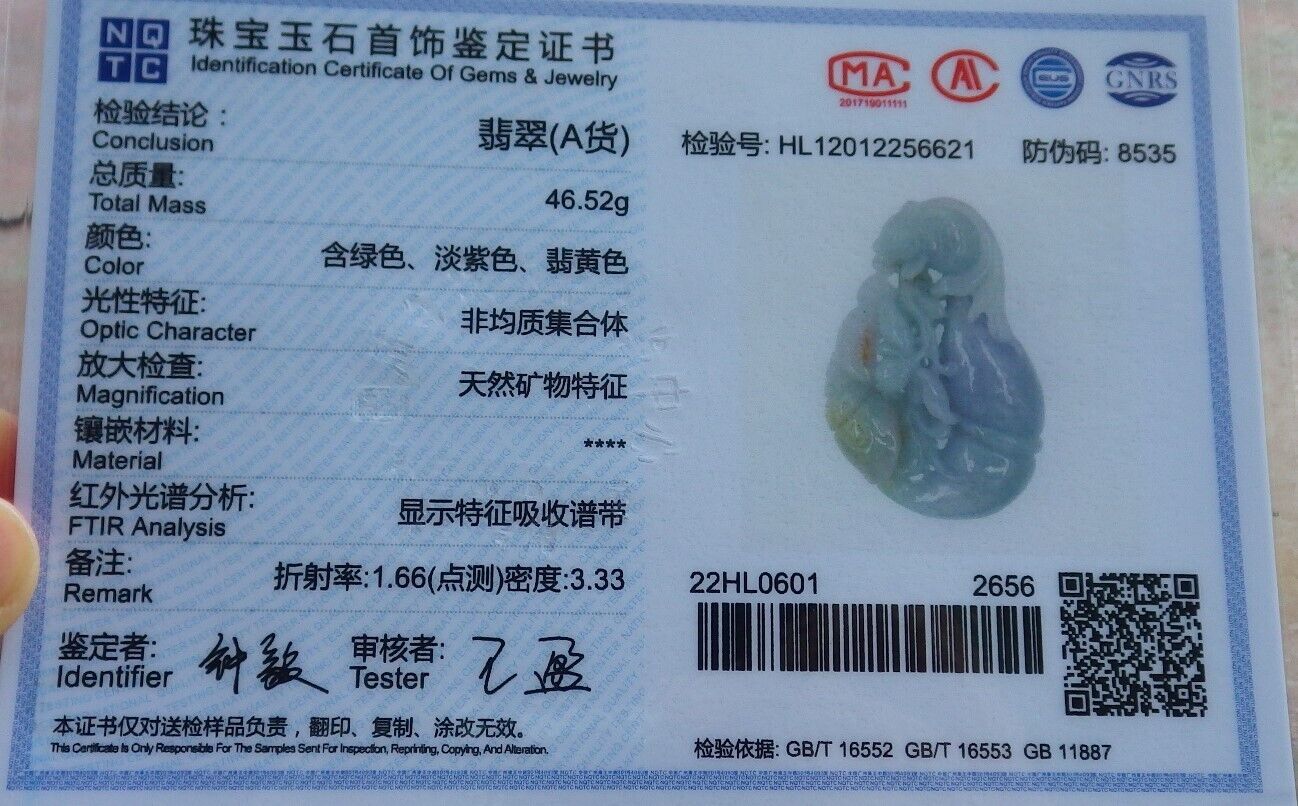 NQ
TC
珠宝玉石首饰鉴定证书
Identification Certificate Of Gems & Jewelry
检验结论：
Conclusion
翡翠(A货)
总质量:
Total Mass
46.52g
颜色:
Color
含绿色、淡紫色、翡黄色
光性特征:
Optic Character
非均质集合体
放大检查:
Magnification
天然矿物特征
镶嵌材料:
Material
****
红外光谱分析:
FTIR Analysis
显示特征吸收谱带
备注:
Remark
折射率:1.66(点测)密度:3.33
鉴定者:
Identifier
钟敏
审核者:
Tester
王盈
本证书仅对送检样品负责，翻印、复制、涂改无效。
This Certificate Is Only Responsible For The Samples Sent For Inspection, Reprinting, Copying, And Alteration.
MA
201719011111
GNRS
检验号: HL12012256621
防伪码: 8535
22HL0601
2656
检验依据: GB/T 16552 GB/T 16553 GB 11887